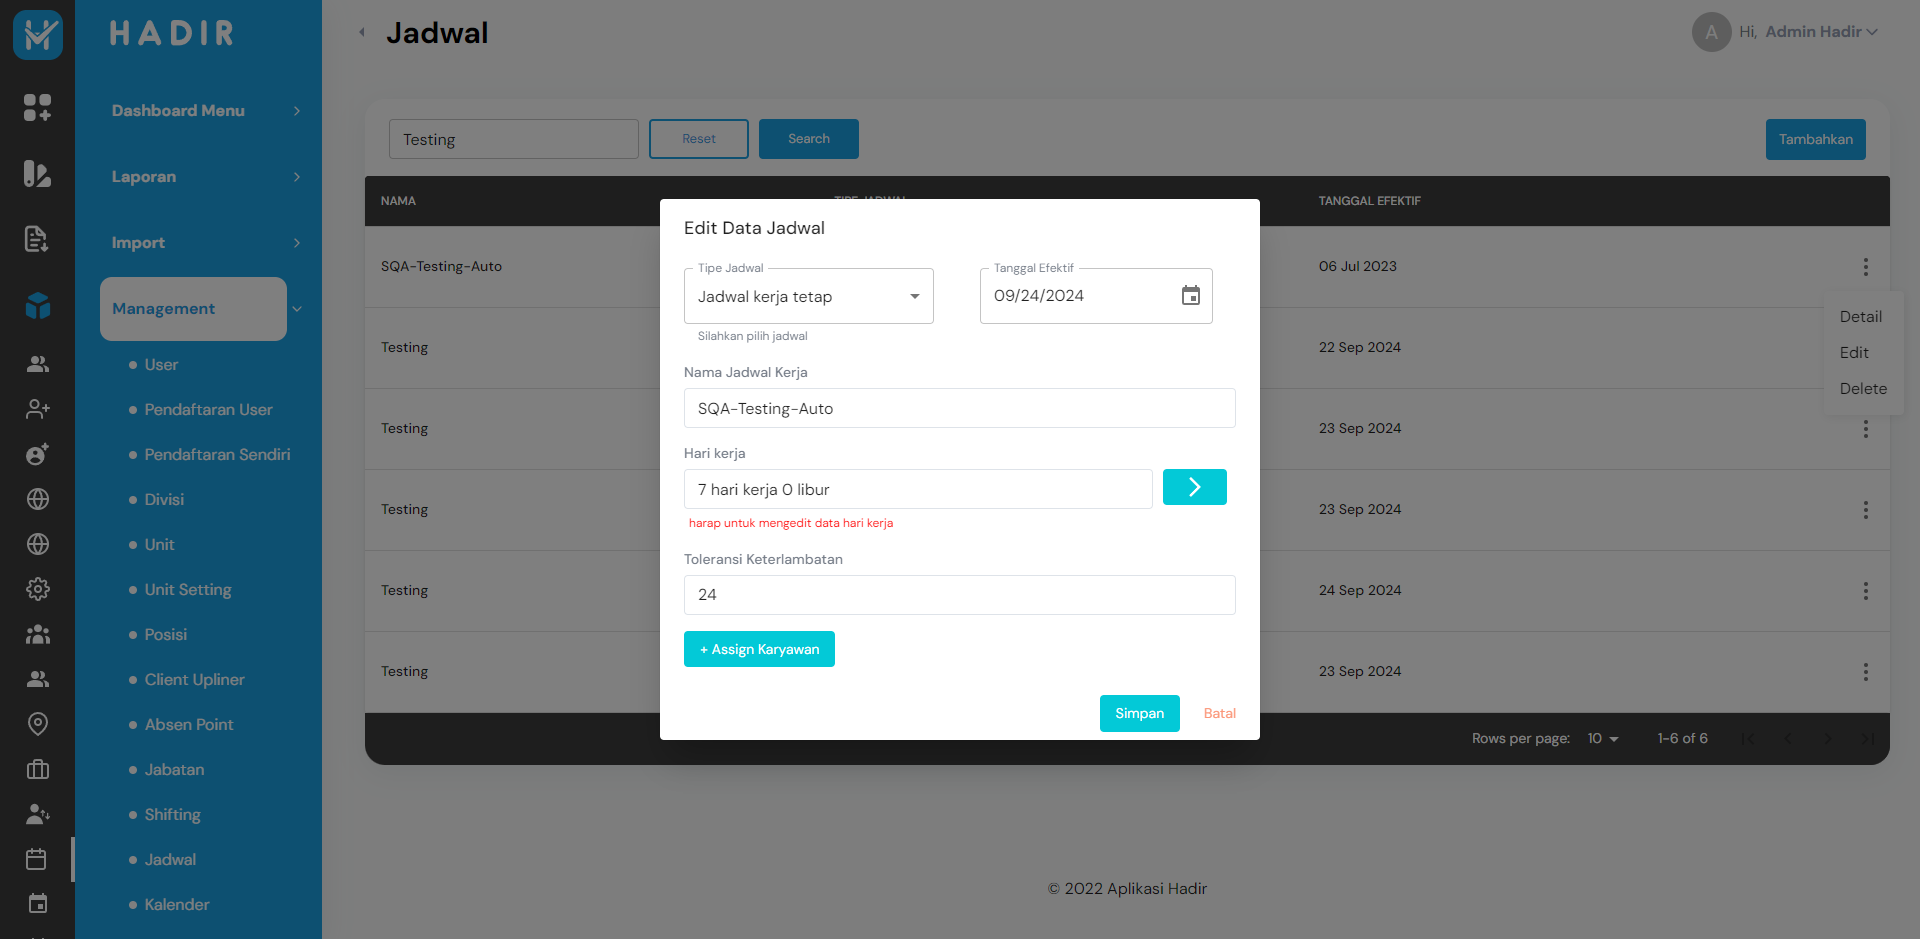 HADIR
Jadwal
A
Hi, Admin Hadir
Dashboard Menu
Laporan
Import
Management
User
Pendaftaran User
Pendaftaran Sendiri
Divisi
Unit
Unit Setting
Posisi
Client Upliner
Absen Point
Jabatan
Shifting
Jadwal
Kalender
Testing
Reset
Search
Tambahkan
NAMA
TIPE JADWAL
TANGGAL EFEKTIF
SQA-Testing-Auto
06 Jul 2023
Testing
22 Sep 2024
Testing
23 Sep 2024
Testing
23 Sep 2024
Testing
24 Sep 2024
Testing
23 Sep 2024
Detail
Edit
Delete
Rows per page: 10
1-6 of 6
Edit Data Jadwal
Tipe Jadwal
Jadwal kerja tetap
Silahkan pilih jadwal
Tanggal Efektif
09/24/2024
Nama Jadwal Kerja
SQA-Testing-Auto
Hari kerja
7 hari kerja 0 libur
harap untuk mengedit data hari kerja
Toleransi Keterlambatan
24
+ Assign Karyawan
Simpan
Batal
© 2022 Aplikasi Hadir